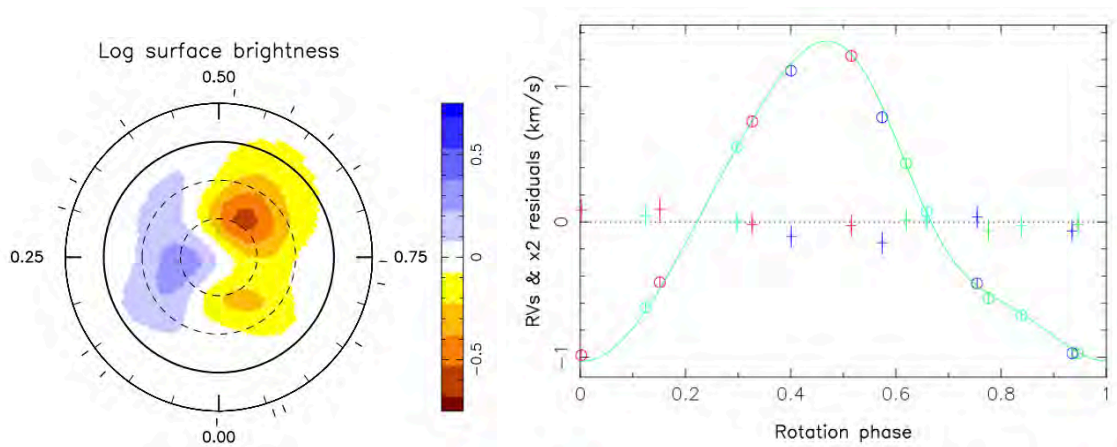 Log surface brightness
0.50
0.25
0.75
0.00
0.5
0
−0.5
RVs & x2 residuals (km/s)
1
0
−1
0 0.2 0.4 0.6 0.8 1
Rotation phase